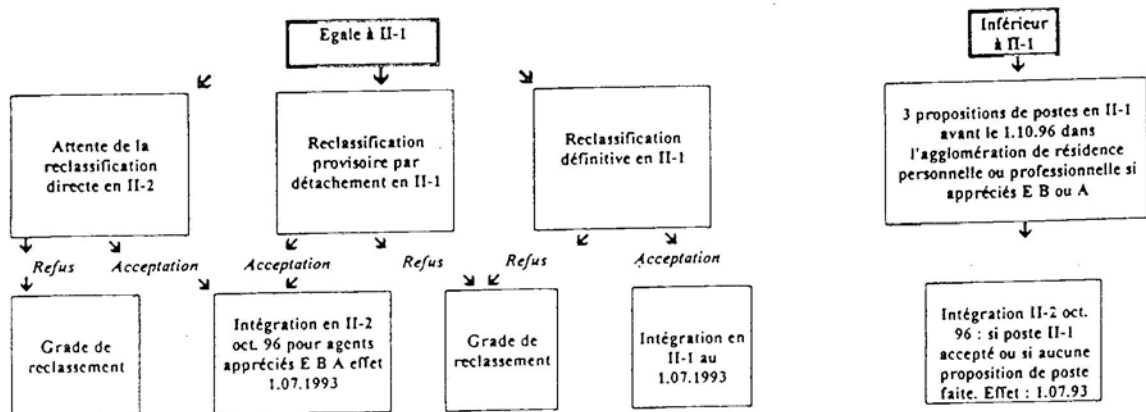 Egale à II-1
Inférieur
à II-1
Attente de la
reclassification
directe en II-2
Reclassification
provisoire par
détachement en II-1
Reclassification
définitive en II-1
3 propositions de postes en II-1
avant le 1.10.96 dans
l'agglomération de résidence
personnelle ou professionnelle si
appréciés E B ou A
Refus
Acceptation
Acceptation
Refus
Refus
Acceptation
Grade de
reclassement
Intégration en II-2
oct. 96 pour agents
appréciés E B A effet
1.07.1993
Grade de
reclassement
Intégration en
II-1 au
1.07.1993
Intégration II-2 oct.
96 : si poste II-1
accepté ou si aucune
proposition de poste
faite. Effet : 1.07.93